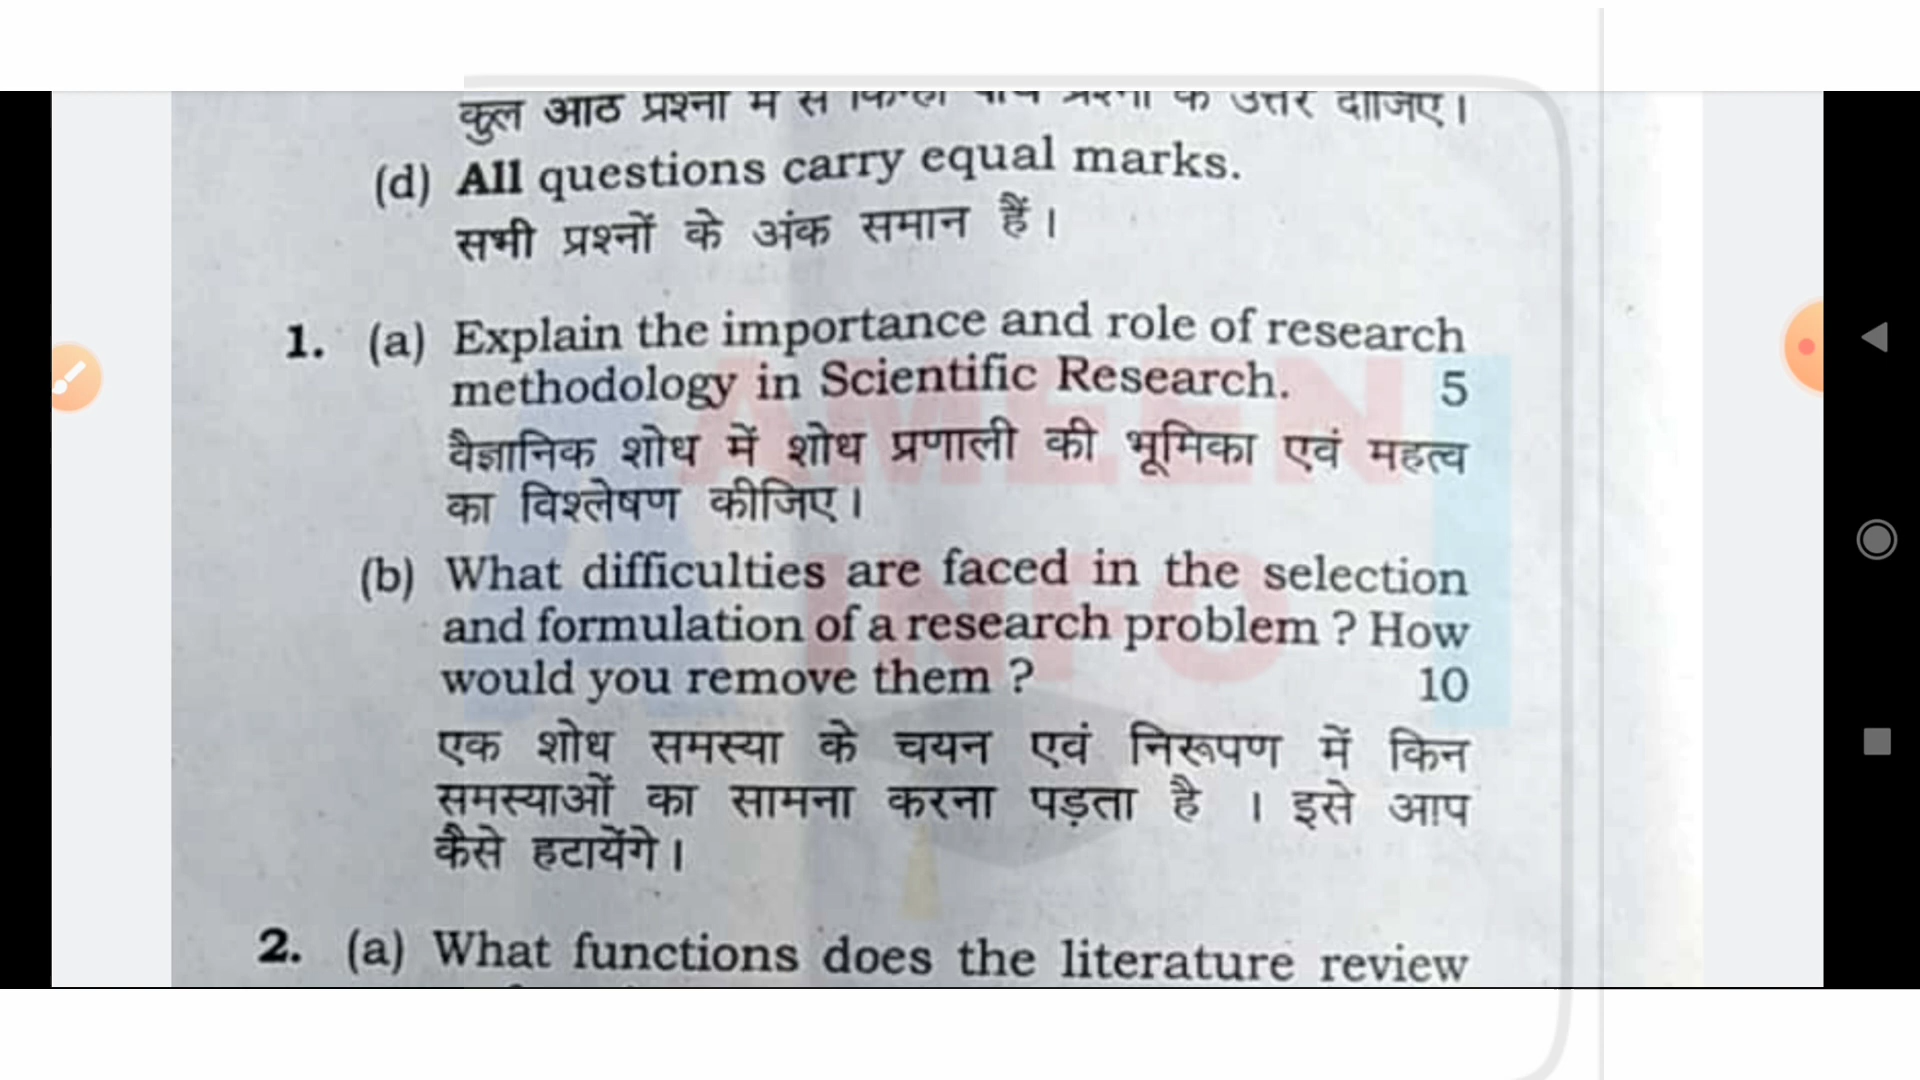 कुल आठ प्रश्नों में से किन्हीं पाँच प्रश्नों के उत्तर दीजिए।
(d) All questions carry equal marks.
सभी प्रश्नों के अंक समान हैं।
1. (a) Explain the importance and role of research
methodology in Scientific Research. 5
वैज्ञानिक शोध में शोध प्रणाली की भूमिका एवं महत्व
का विश्लेषण कीजिए।
(b) What difficulties are faced in the selection
and formulation of a research problem ? How
would you remove them ? 10
एक शोध समस्या के चयन एवं निरूपण में किन
समस्याओं का सामना करना पड़ता है । इसे आप
कैसे हटायेंगे।
2. (a) What functions does the literature review
AMEEN
INFO